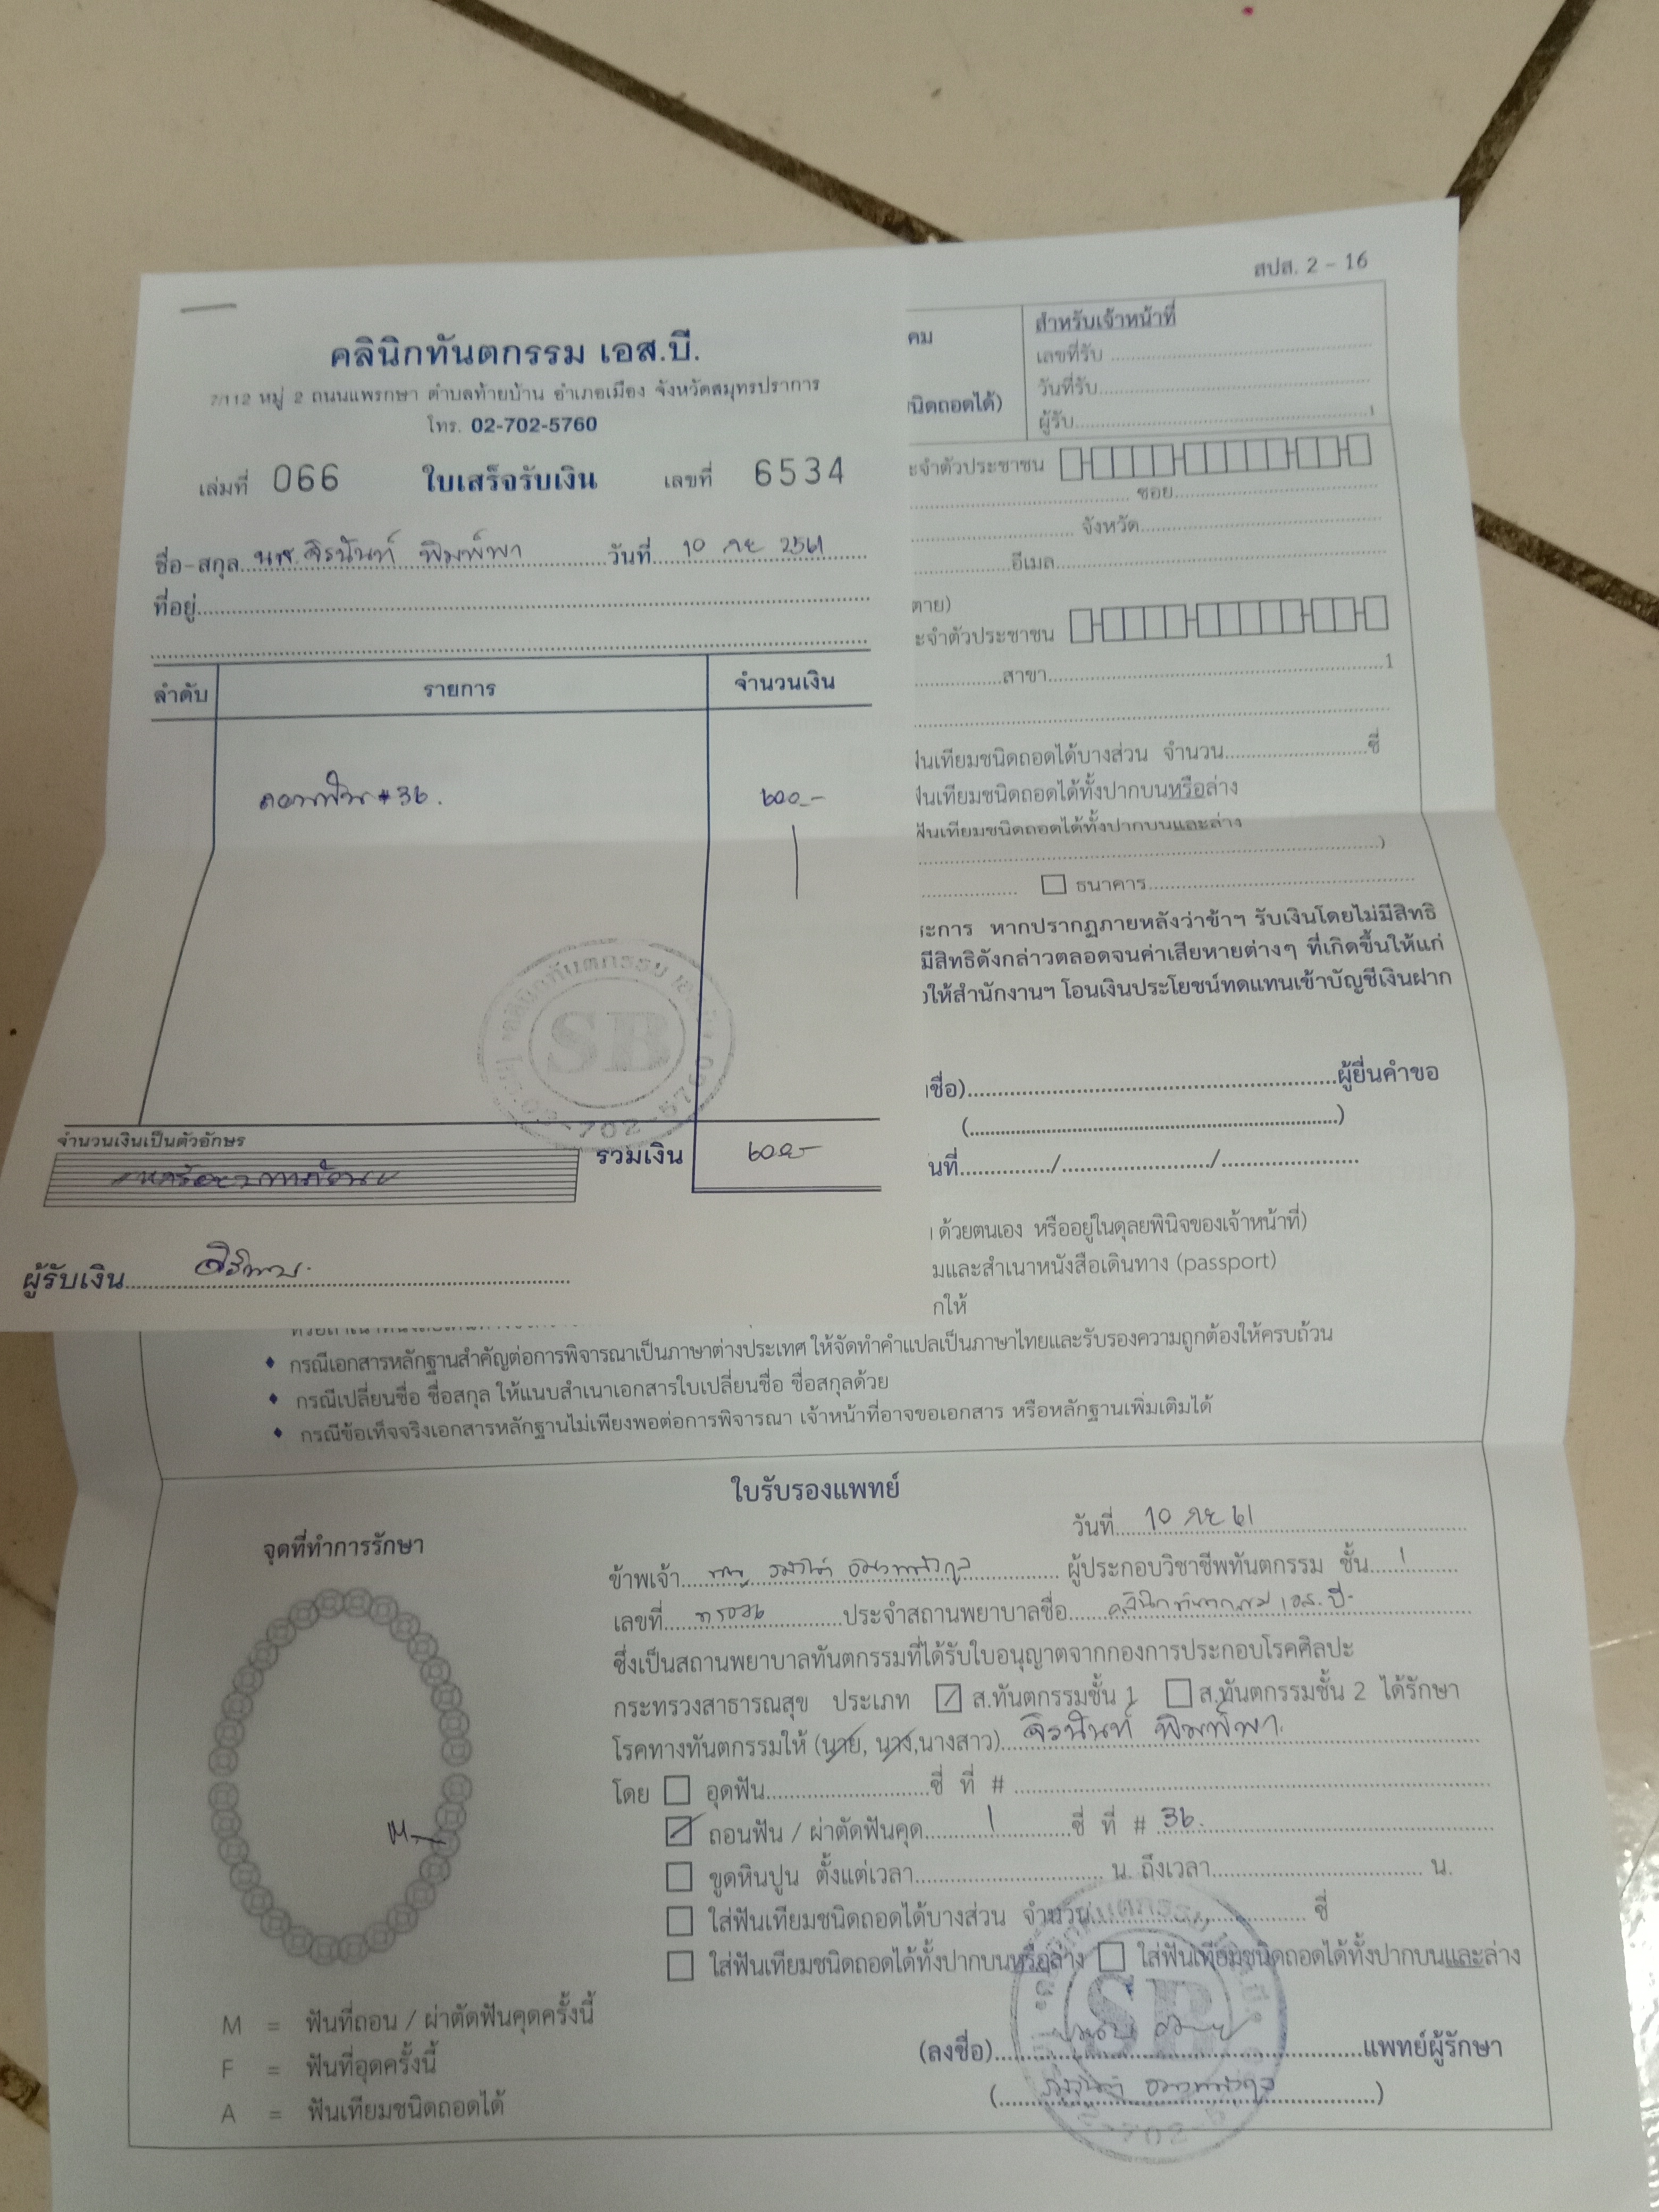 สปส. 2 - 16
คลินิกทันตกรรม เอส.บี.
7/112 หมู่ 2 ถนนแพรกษา ตำบลท้ายบ้าน อำเภอเมือง จังหวัดสมุทรปราการ
โทร. 02-702-5760
เล่มที่ 066 ใบเสร็จรับเงิน เลขที่ 6534
ชื่อ-สกุล นส.จิรนันท์ พิมพ์พา วันที่ 10 กย 2561
ที่อยู่
ลำดับ รายการ จำนวนเงิน
ถอนฟัน #36. 600.-
SB
จำนวนเงินเป็นตัวอักษร
รวมเงิน 600.-
ผู้รับเงิน
คม
สำหรับเจ้าหน้าที่
เลขที่รับ
วันที่รับ
นิดถอดได้)
ผู้รับ
ะจำตัวประชาชน
ซอย
จังหวัด
อีเมล
ตาย)
ะจำตัวประชาชน
สาขา
ฟันเทียมชนิดถอดได้บางส่วน จำนวน ซี่
ฟันเทียมชนิดถอดได้ทั้งปากบนหรือล่าง
ฟันเทียมชนิดถอดได้ทั้งปากบนและล่าง
)
ธนาคาร
ะการ หากปรากฏภายหลังว่าข้าฯ รับเงินโดยไม่มีสิทธิ
มีสิทธิดังกล่าวตลอดจนค่าเสียหายต่างๆ ที่เกิดขึ้นให้แก่
ให้สำนักงานฯ โอนเงินประโยชน์ทดแทนเข้าบัญชีเงินฝาก
ชื่อ) ผู้ยื่นคำขอ
( )
นที่ / /
ด้วยตนเอง หรืออยู่ในดุลยพินิจของเจ้าหน้าที่)
มและสำเนาหนังสือเดินทาง (passport)
กให้
♦ กรณีเอกสารหลักฐานสำคัญต่อการพิจารณาเป็นภาษาต่างประเทศ ให้จัดทำคำแปลเป็นภาษาไทยและรับรองความถูกต้องให้ครบถ้วน
♦ กรณีเปลี่ยนชื่อ ชื่อสกุล ให้แนบสำเนาเอกสารใบเปลี่ยนชื่อ ชื่อสกุลด้วย
♦ กรณีข้อเท็จจริงเอกสารหลักฐานไม่เพียงพอต่อการพิจารณา เจ้าหน้าที่อาจขอเอกสาร หรือหลักฐานเพิ่มเติมได้
ใบรับรองแพทย์
วันที่ 10 กย 61
จุดที่ทำการรักษา
ข้าพเจ้า ผู้ประกอบวิชาชีพทันตกรรม ชั้น 1
เลขที่ ประจำสถานพยาบาลชื่อ คลินิกทันตกรรม เอส.บี.
ซึ่งเป็นสถานพยาบาลทันตกรรมที่ได้รับใบอนุญาตจากกองการประกอบโรคศิลปะ
กระทรวงสาธารณสุข ประเภท ส.ทันตกรรมชั้น 1 ส.ทันตกรรมชั้น 2 ได้รักษา
โรคทางทันตกรรมให้ (นาย, นาง,นางสาว) จิรนันท์ พิมพ์พา
โดย อุดฟัน ซี่ ที่ #
ถอนฟัน / ผ่าตัดฟันคุด 1 ซี่ ที่ # 36.
M
ขูดหินปูน ตั้งแต่เวลา น. ถึงเวลา น.
ใส่ฟันเทียมชนิดถอดได้บางส่วน จำนวน ซี่
ใส่ฟันเทียมชนิดถอดได้ทั้งปากบนหรือล่าง ใส่ฟันเทียมชนิดถอดได้ทั้งปากบนและล่าง
SB
M = ฟันที่ถอน / ผ่าตัดฟันคุดครั้งนี้
F = ฟันที่อุดครั้งนี้
A = ฟันเทียมชนิดถอดได้
(ลงชื่อ) แพทย์ผู้รักษา
( )